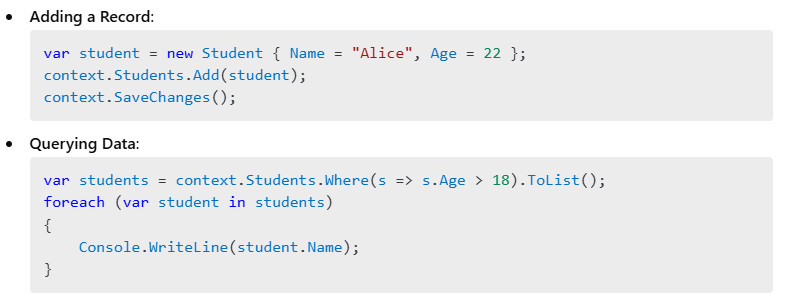 Adding a Record:
var student = new Student { Name = "Alice", Age = 22 };
context.Students.Add(student);
context.SaveChanges();
Querying Data:
var students = context.Students.Where(s => s.Age > 18).ToList();
foreach (var student in students)
{
    Console.WriteLine(student.Name);
}